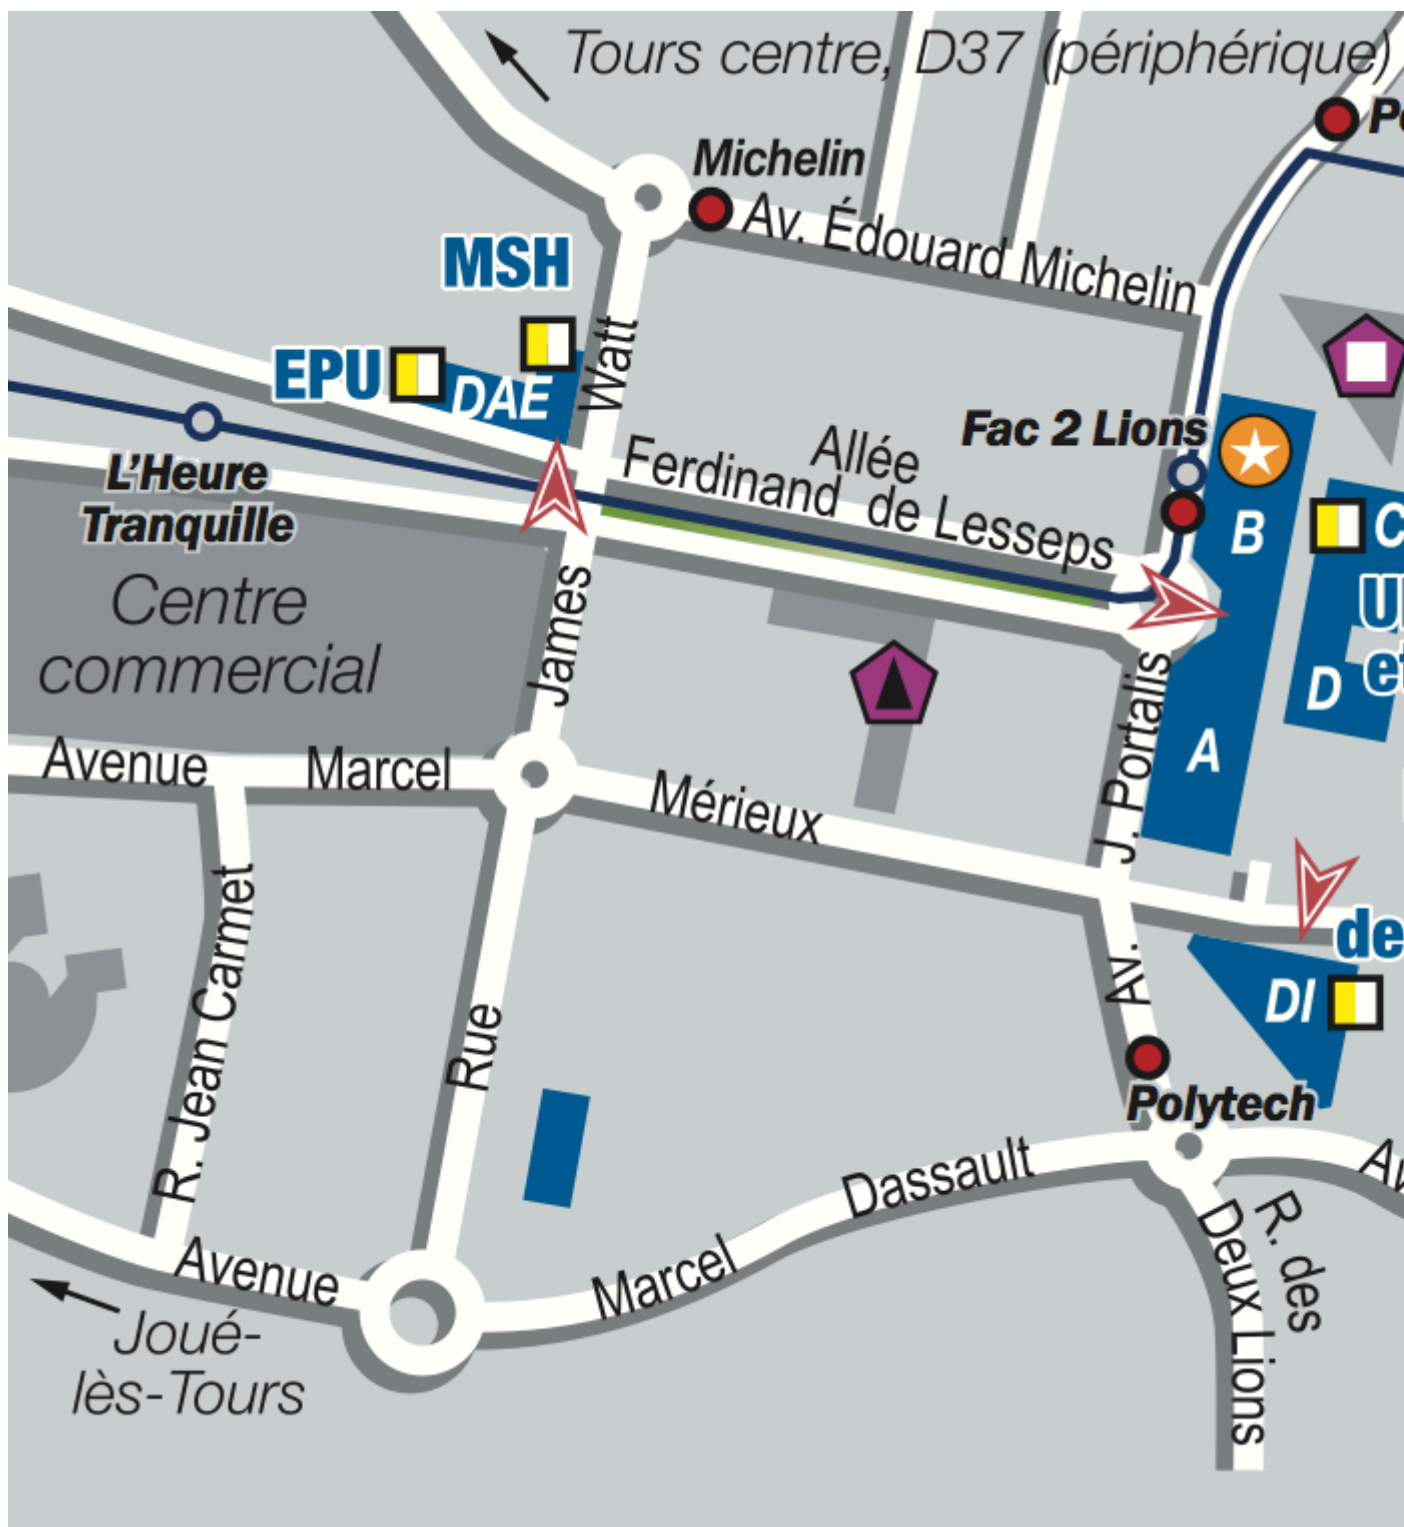 Tours centre, D37 (périphérique)
Michelin
Av. Édouard Michelin
MSH
EPU
DAE
Watt
Fac 2 Lions
Allée
Ferdinand de Lesseps
L'Heure
Tranquille
B
C
Centre
commercial
James
D
A
J. Portalis
Avenue Marcel Mérieux
R. Jean Carmet
Rue
Av.
de
DI
Polytech
Avenue Marcel Dassault
R. des
Deux Lions
Joué-
lès-Tours